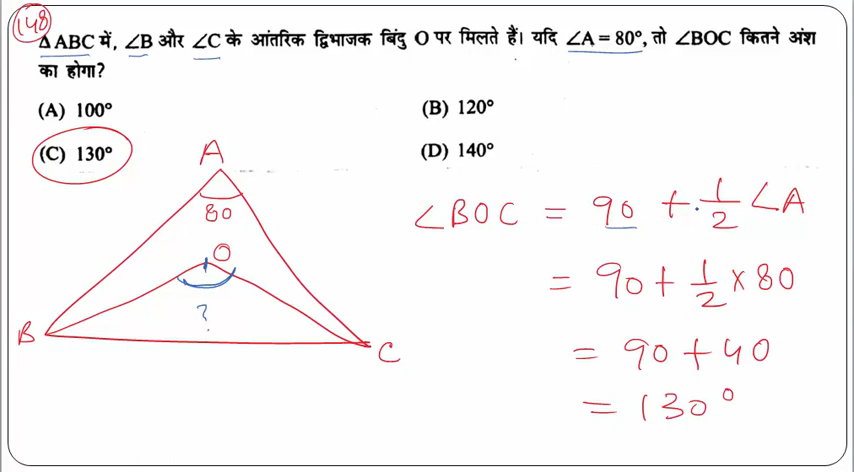 148
Δ ABC में, ∠B और ∠C के आंतरिक द्विभाजक बिंदु O पर मिलते हैं। यदि ∠A = 80°, तो ∠BOC कितने अंश
का होगा?
(A) 100°
(B) 120°
(C) 130°
(D) 140°
A
80
O
?
B
C
∠BOC = 90 + 1/2 ∠A
= 90 + 1/2 × 80
= 90 + 40
= 130°